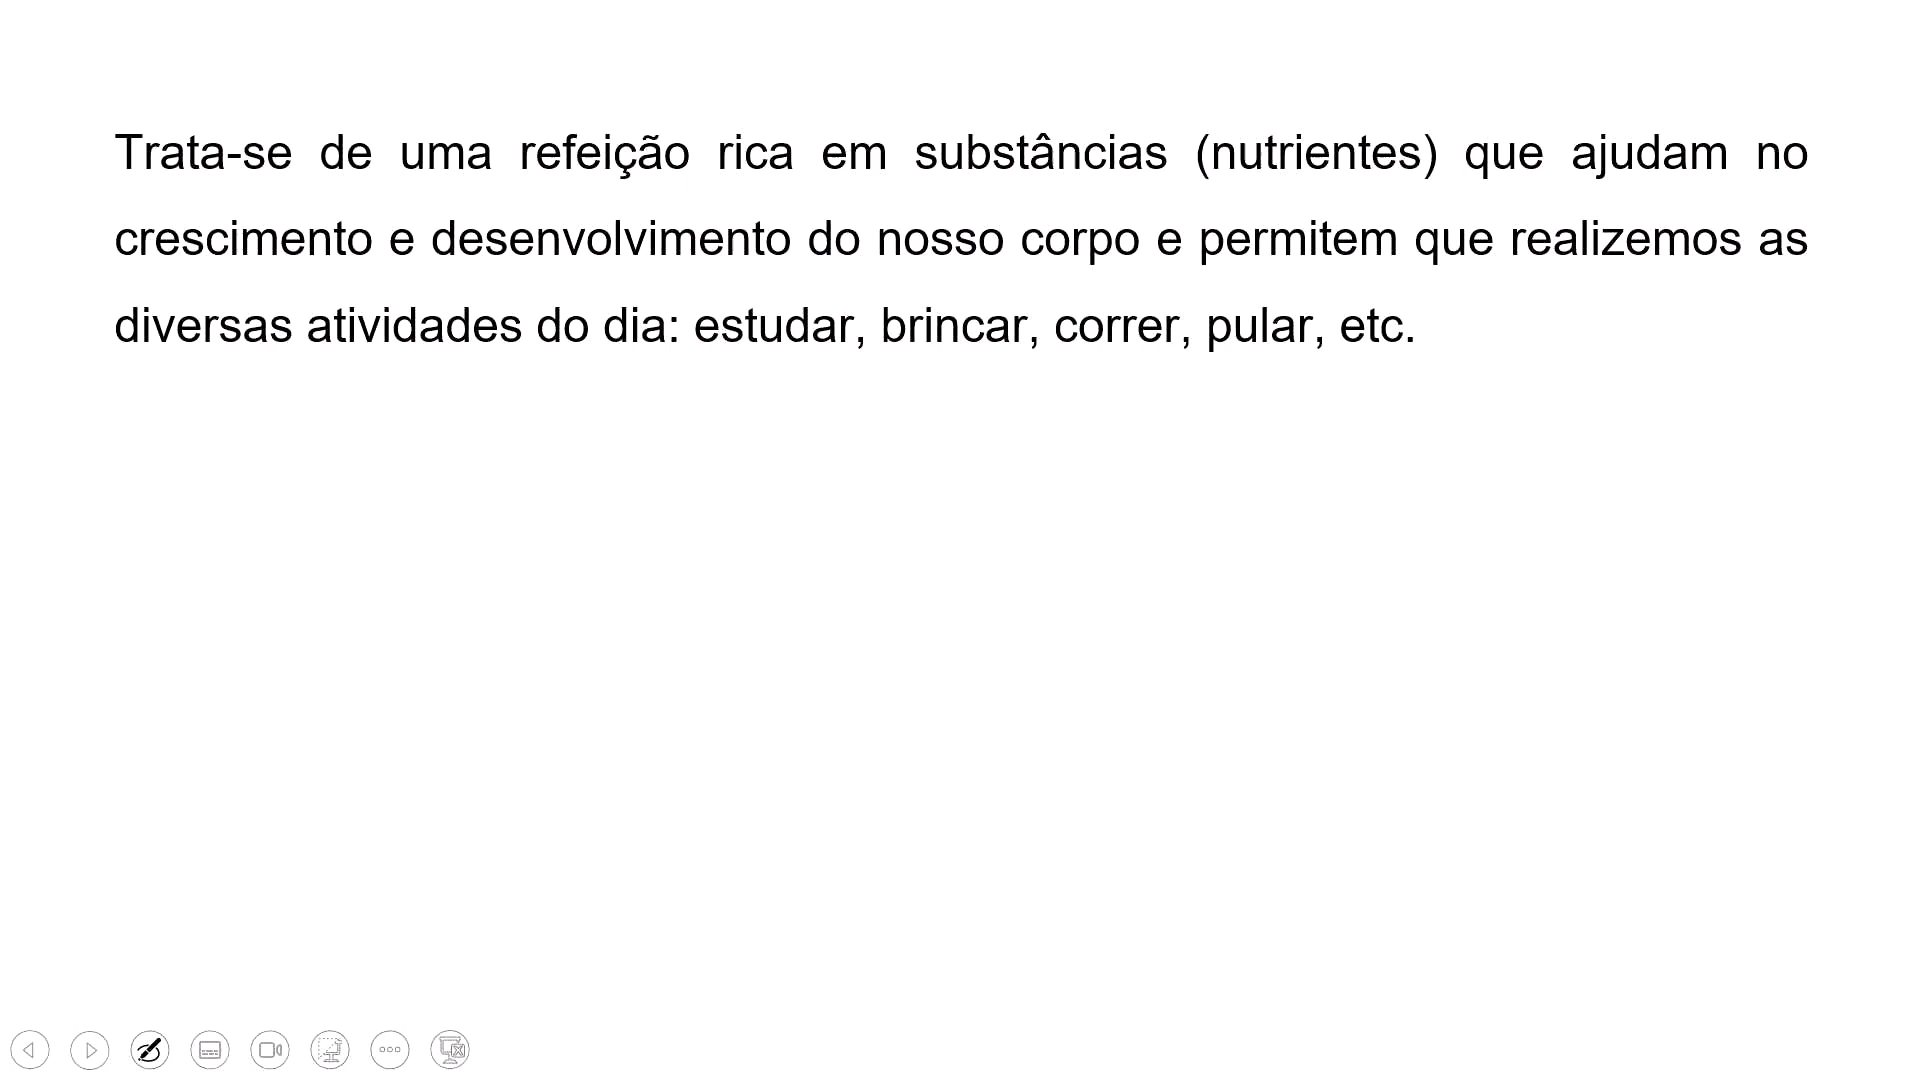 Trata-se de uma refeição rica em substâncias (nutrientes) que ajudam no
crescimento e desenvolvimento do nosso corpo e permitem que realizemos as
diversas atividades do dia: estudar, brincar, correr, pular, etc.